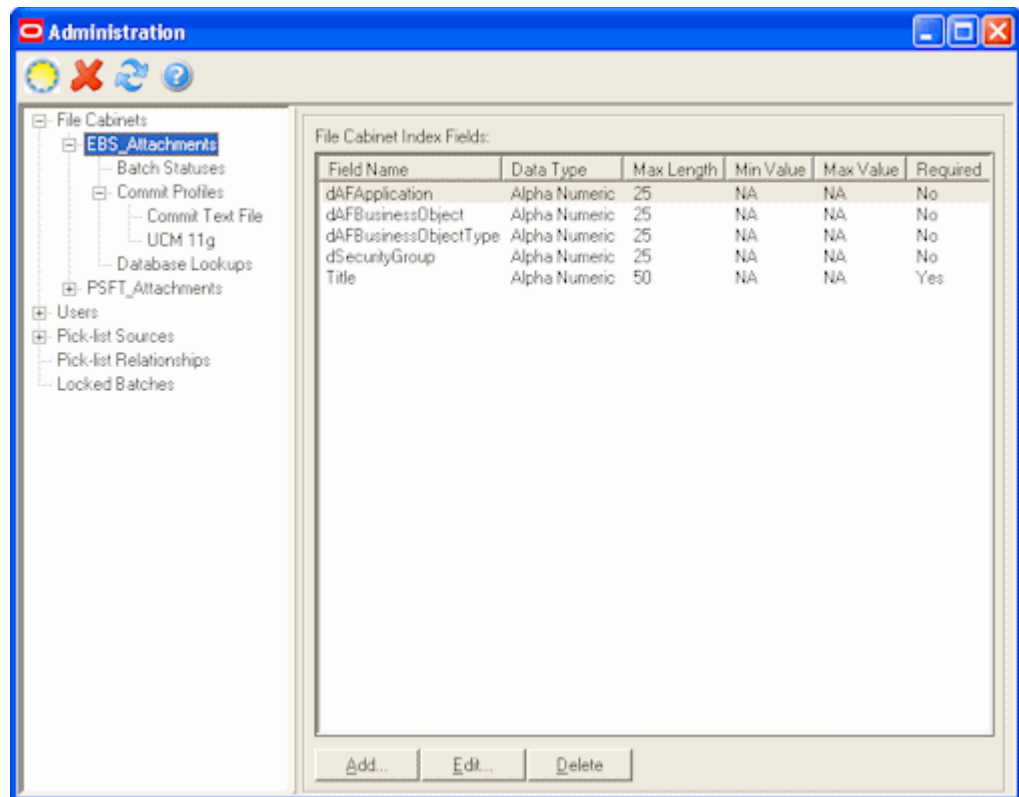 Administration
File Cabinets
EBS_Attachments
Batch Statuses
Commit Profiles
Commit Text File
UCM 11g
Database Lookups
PSFT_Attachments
Users
Pick-list Sources
Pick-list Relationships
Locked Batches
File Cabinet Index Fields:
Field Name Data Type Max Length Min Value Max Value Required
dAFApplication Alpha Numeric 25 NA NA No
dAFBusinessObject Alpha Numeric 25 NA NA No
dAFBusinessObjectType Alpha Numeric 25 NA NA No
dSecurityGroup Alpha Numeric 25 NA NA No
Title Alpha Numeric 50 NA NA Yes
Add... Edit... Delete